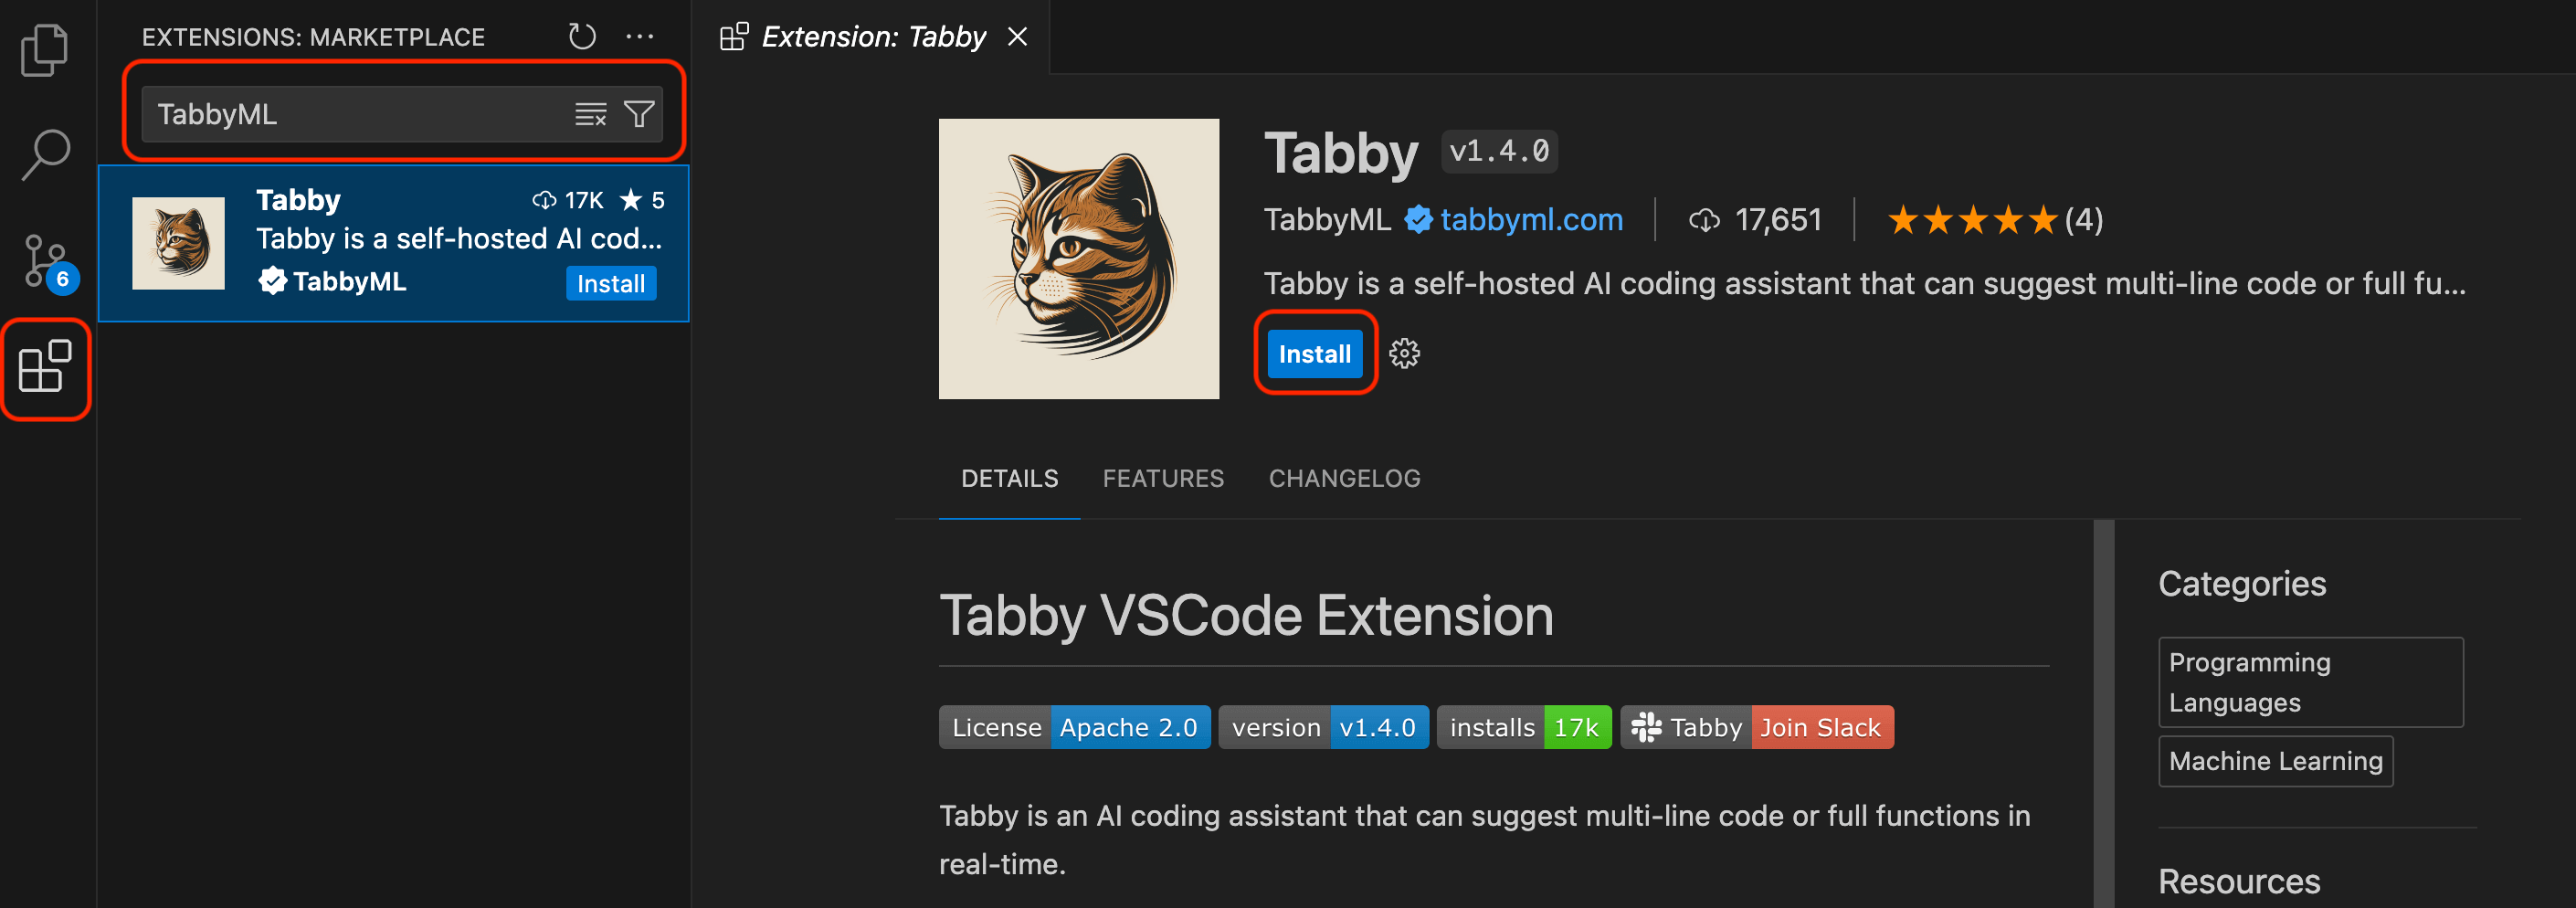 EXTENSIONS: MARKETPLACE
TabbyML
Tabby 17K ★ 5
Tabby is a self-hosted AI cod...
TabbyML Install
6
Extension: Tabby
Tabby v1.4.0
TabbyML tabbyml.com 17,651 ★★★★★(4)
Tabby is a self-hosted AI coding assistant that can suggest multi-line code or full fu...
Install
DETAILS FEATURES CHANGELOG
Tabby VSCode Extension
License Apache 2.0 version v1.4.0 installs 17k Tabby Join Slack
Tabby is an AI coding assistant that can suggest multi-line code or full functions in
real-time.
Categories
Programming
Languages
Machine Learning
Resources